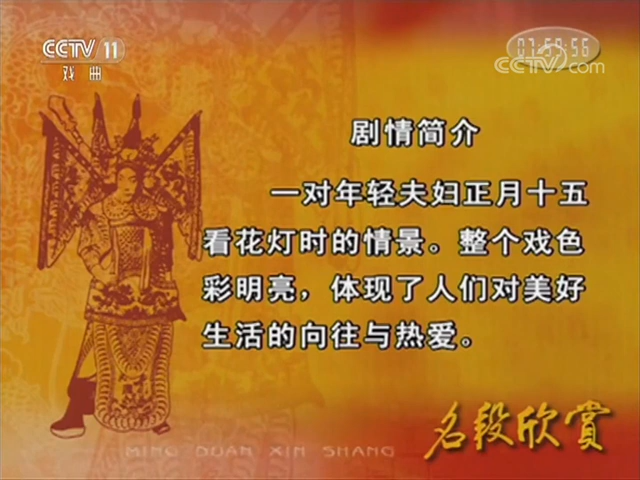 CCTV 11
戏曲
07:59:56
CCTV.com
剧情简介
一对年轻夫妇正月十五
看花灯时的情景。整个戏色
彩明亮，体现了人们对美好
生活的向往与热爱。
名段欣赏
MING DUAN XIN SHANG